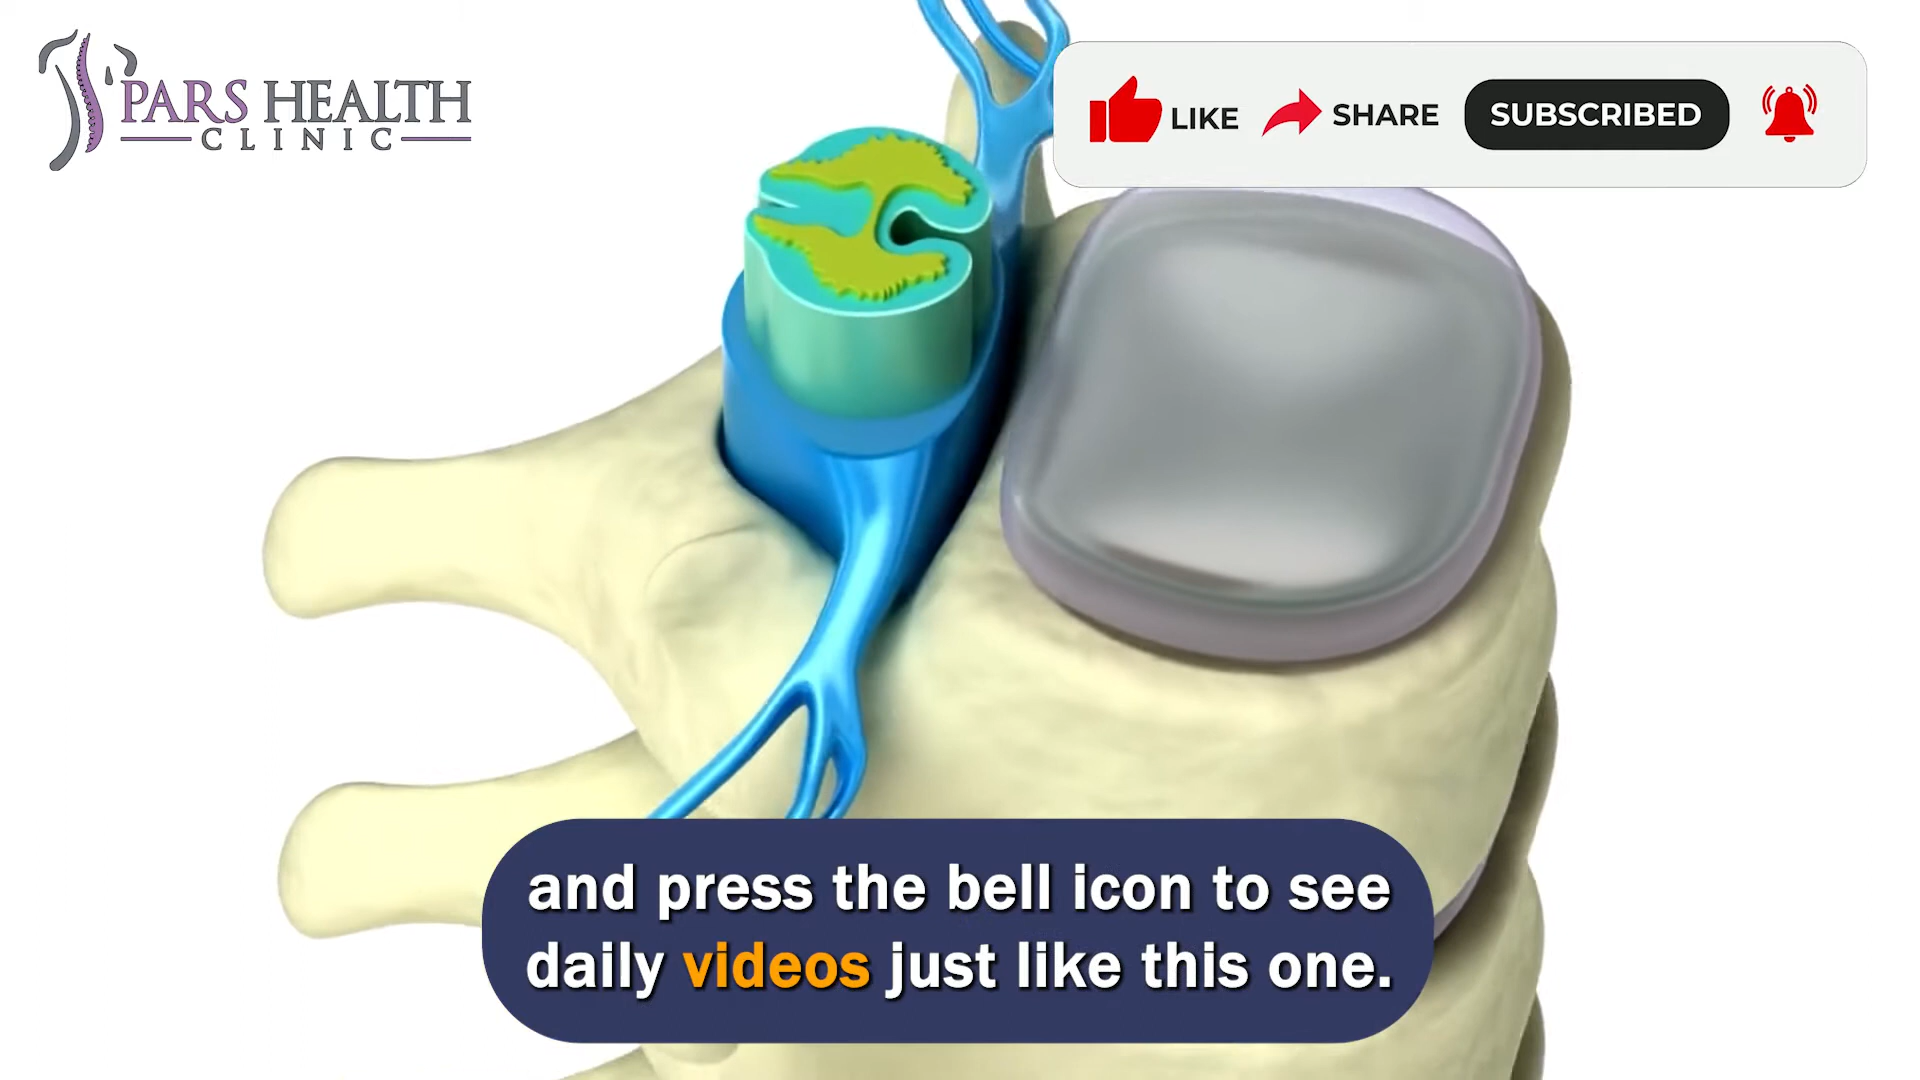 PARS HEALTH
CLINIC
LIKE SHARE SUBSCRIBED
and press the bell icon to see
daily videos just like this one.